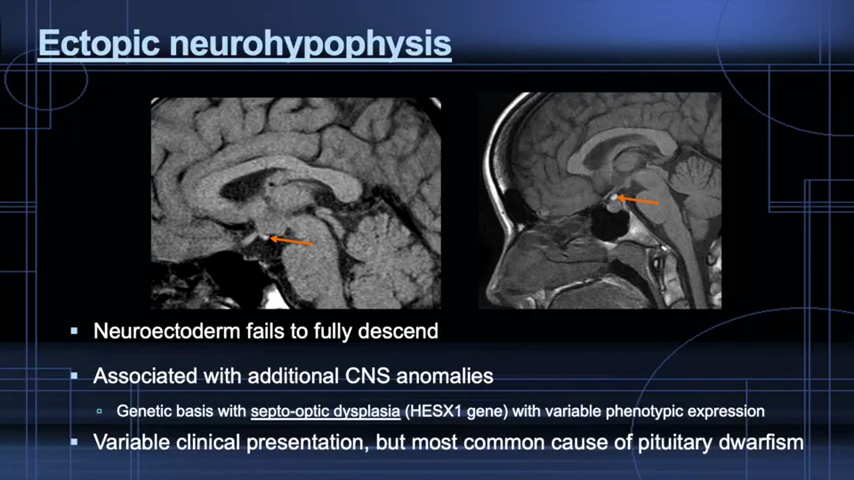 Ectopic neurohypophysis
Neuroectoderm fails to fully descend
Associated with additional CNS anomalies
Genetic basis with septo-optic dysplasia (HESX1 gene) with variable phenotypic expression
Variable clinical presentation, but most common cause of pituitary dwarfism